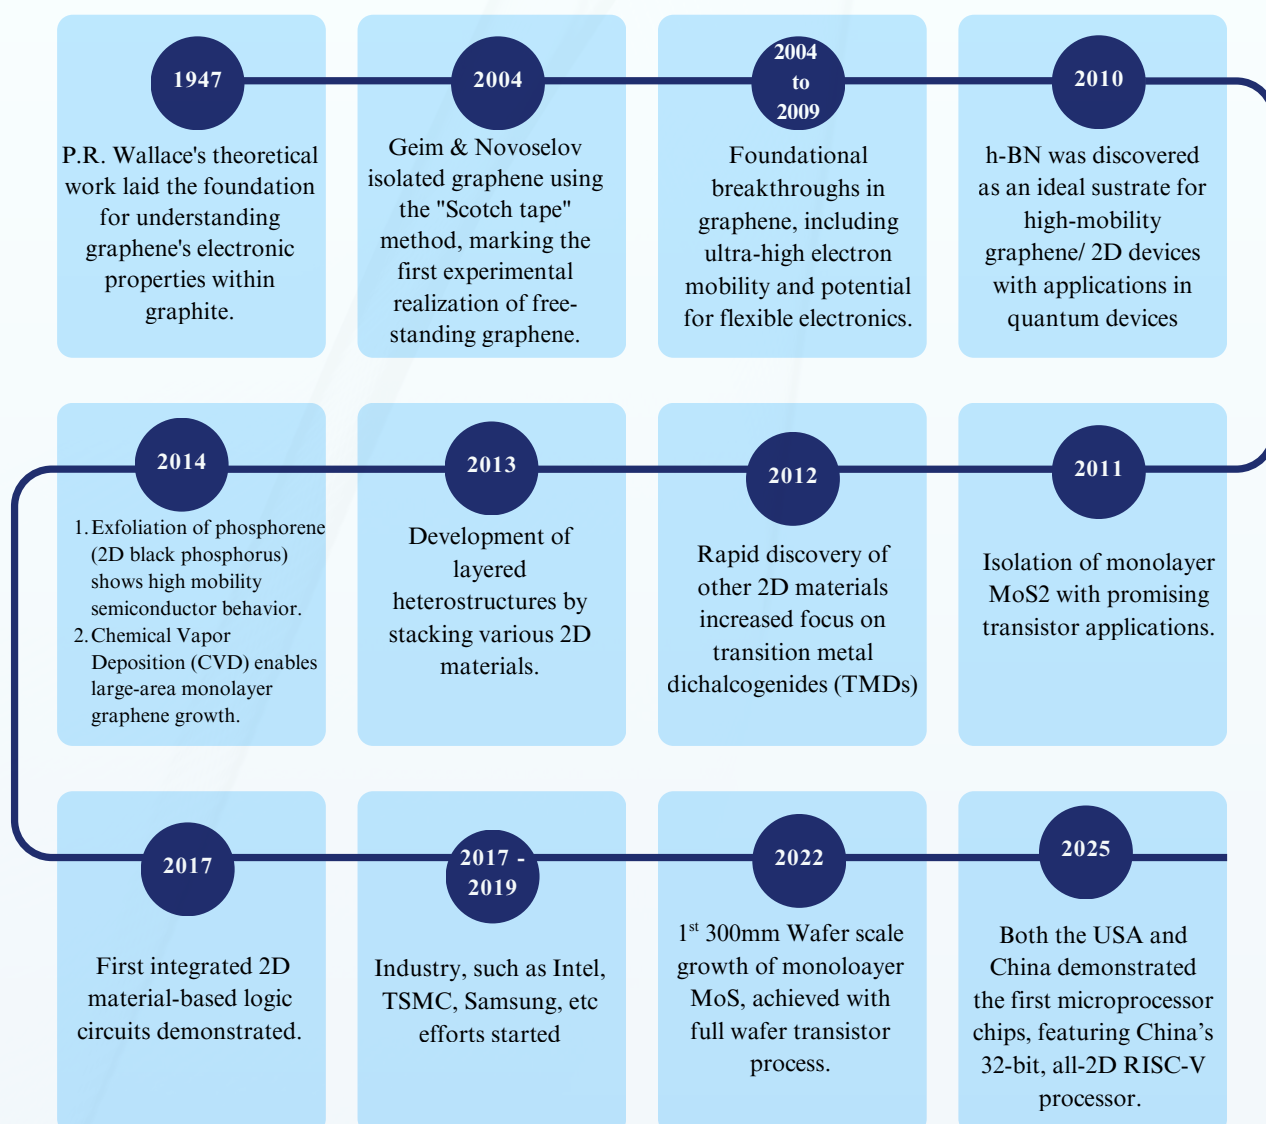 1947
P.R. Wallace's theoretical
work laid the foundation
for understanding
graphene's electronic
properties within
graphite.
2004
Geim & Novoselov
isolated graphene using
the "Scotch tape"
method, marking the
first experimental
realization of free-
standing graphene.
2004
to
2009
Foundational
breakthroughs in
graphene, including
ultra-high electron
mobility and potential
for flexible electronics.
2010
h-BN was discovered
as an ideal sustrate for
high-mobility
graphene/ 2D devices
with applications in
quantum devices
2011
Isolation of monolayer
MoS2 with promising
transistor applications.
2012
Rapid discovery of
other 2D materials
increased focus on
transition metal
dichalcogenides (TMDs)
2013
Development of
layered
heterostructures by
stacking various 2D
materials.
2014
1. Exfoliation of phosphorene
(2D black phosphorus)
shows high mobility
semiconductor behavior.
2. Chemical Vapor
Deposition (CVD) enables
large-area monolayer
graphene growth.
2017
First integrated 2D
material-based logic
circuits demonstrated.
2017 -
2019
Industry, such as Intel,
TSMC, Samsung, etc
efforts started
2022
1st 300mm Wafer scale
growth of monoloayer
MoS, achieved with
full wafer transistor
process.
2025
Both the USA and
China demonstrated
the first microprocessor
chips, featuring China’s
32-bit, all-2D RISC-V
processor.